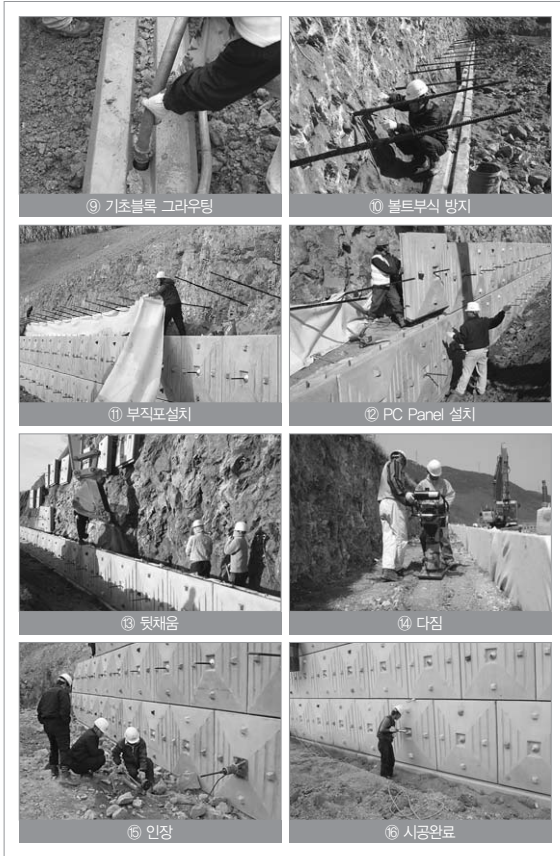 ⑨ 기초블록 그라우팅
⑩ 볼트부식 방지
⑪ 부직포설치
⑫ PC Panel 설치
⑬ 뒷채움
⑭ 다짐
⑮ 인장
⑯ 시공완료